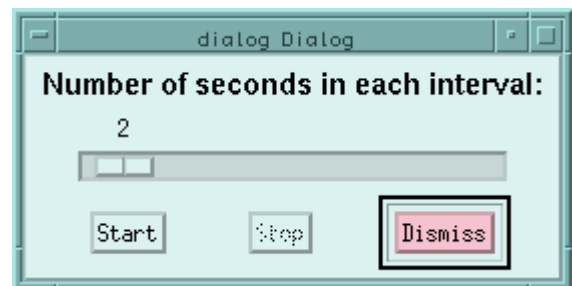 dialog Dialog
Number of seconds in each interval:
2
Start Stop Dismiss